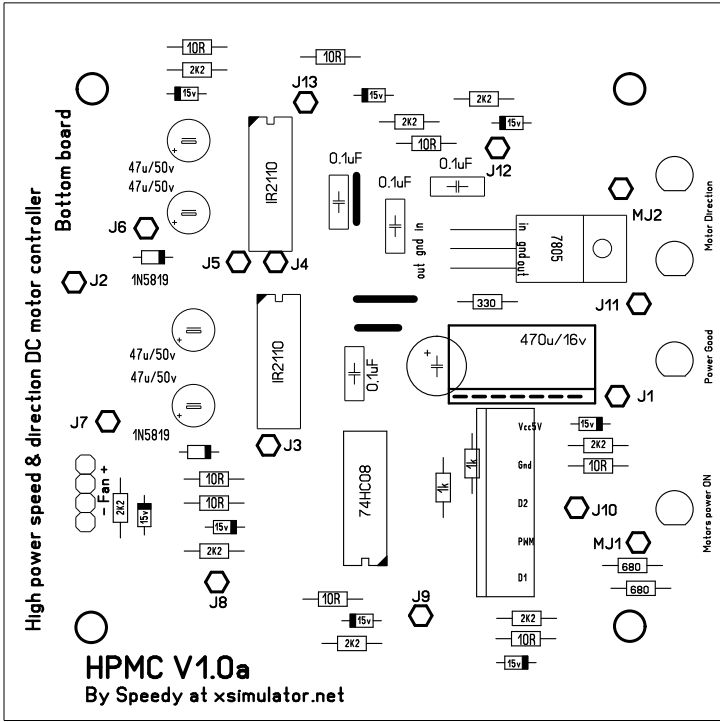 10R
2K2
15v
10R
J13
15v
2K2
2K2
15v
10R
J12
47u/50v
47u/50v
IR2110
0.1uF
0.1uF
0.1uF
J6
MJ2
Motor Direction
in
gnd
out
out gnd in
7805
J5
J4
J2
1N5819
Bottom board
High power speed & direction DC motor controller
330
J11
47u/50v
47u/50v
IR2110
0.1uF
470u/16v
Power Good
J1
J7
1N5819
J3
Vcc5V
Gnd
D2
PWM
D1
15v
2K2
10R
1k
1k
74HC08
- Fan +
2K2
15v
10R
10R
15v
2K2
J10
MJ1
Motors power ON
680
680
J8
J9
10R
15v
2K2
2K2
10R
15v
HPMC V1.0a
By Speedy at xsimulator.net